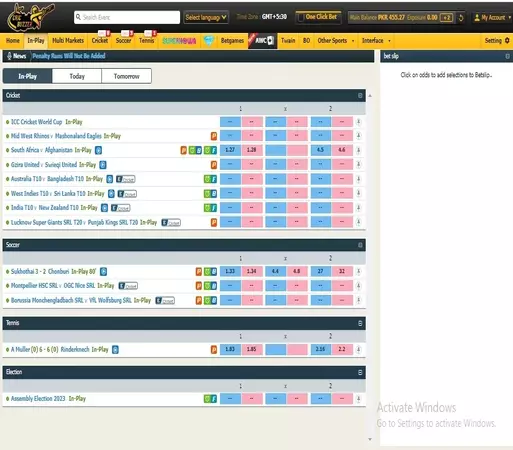 Search Events
Select language
Time Zone : GMT+5:30
One Click Bet
Main Balance PKR 455.27 Exposure 0.00 +2
My Account
Home In-Play Multi Markets Cricket Soccer Tennis Betgames AWC Twain BO Other Sports Interface Setting
News Penalty Runs Will Not Be Added
bet slip
Click on odds to add selections to Betslip..
In-Play Today Tomorrow
Cricket
1 x 2
ICC Cricket World Cup In-Play -- -- -- -- -- --
Mid West Rhinos v Mashonaland Eagles In-Play P -- -- -- -- -- --
South Africa v Afghanistan In-Play P B F 1.27 1.28 4.5 4.6
Gzira United v Swieqi United In-Play P -- -- -- -- -- --
Australia T10 v Bangladesh T10 In-Play E Cricket F -- -- -- -- -- --
West Indies T10 v Sri Lanka T10 In-Play E Cricket B F -- -- -- -- -- --
India T10 v New Zealand T10 In-Play E Cricket F -- -- -- -- -- --
Lucknow Super Giants SRL T20 v Punjab Kings SRL T20 In-Play E Cricket P -- -- -- -- -- --
Soccer
1 x 2
Sukhothai 3 - 2 Chonburi In-Play 80' P B 1.33 1.34 4.4 4.8 27 32
Montpellier HSC SRL v OGC Nice SRL In-Play E P B -- -- -- -- -- --
Borussia Monchengladbach SRL v VfL Wolfsburg SRL In-Play E P B -- -- -- -- -- --
Tennis
1 x 2
A Muller (0) 6 - 6 (0) Rinderknech In-Play P 1.83 1.85 2.18 2.2
Election
1 x 2
Assembly Election 2023 In-Play F -- -- -- -- -- --
Activate Windows
Go to Settings to activate Windows.